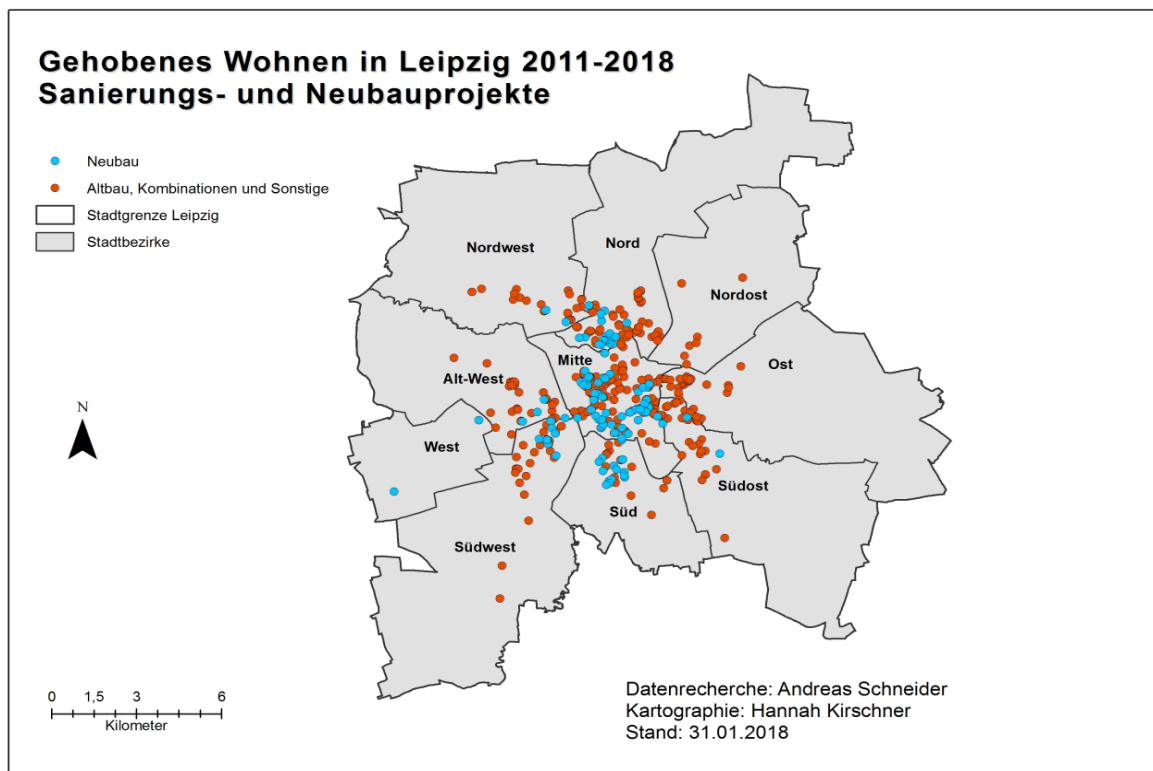 Gehobenes Wohnen in Leipzig 2011-2018
Sanierungs- und Neubauprojekte
Neubau
Altbau, Kombinationen und Sonstige
Stadtgrenze Leipzig
Stadtbezirke
Nordwest
Nord
Nordost
Mitte
Ost
Alt-West
West
Südost
Süd
Südwest
N
0 1,5 3 6
Kilometer
Datenrecherche: Andreas Schneider
Kartographie: Hannah Kirschner
Stand: 31.01.2018